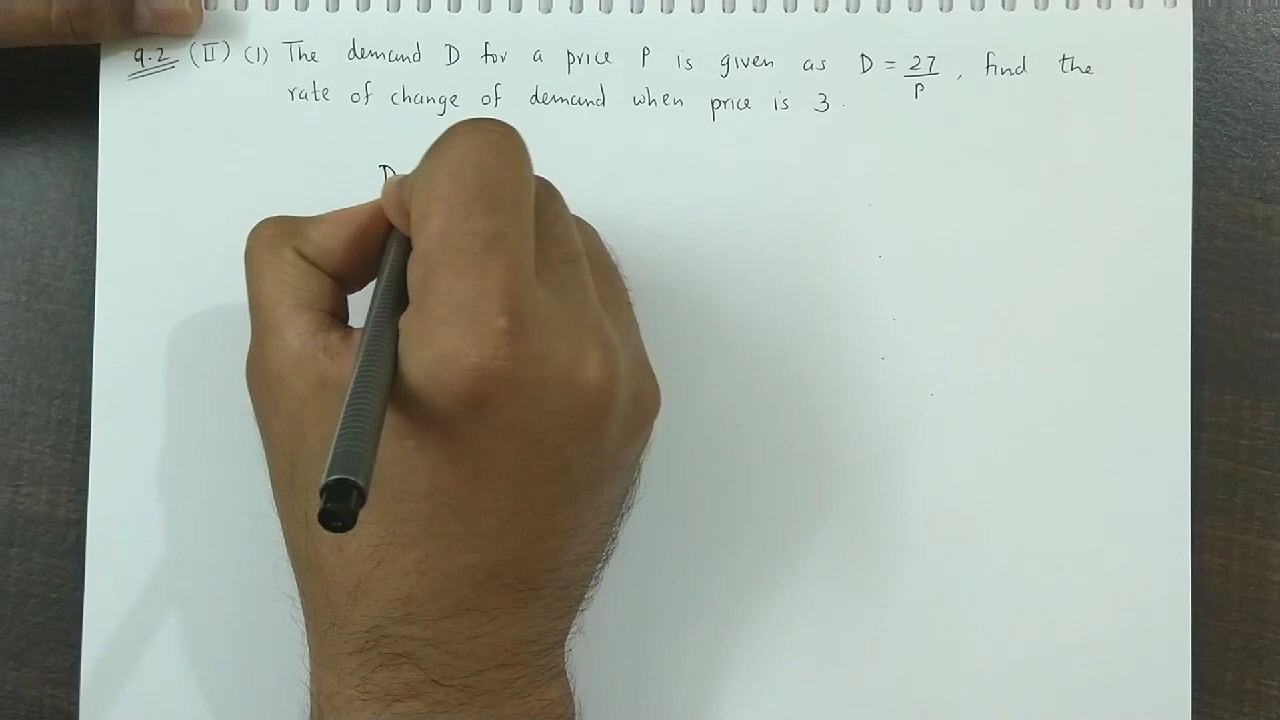 9.2 (II) (1) The demand D for a price P is given as D = 27/P , find the
rate of change of demand when price is 3.
D